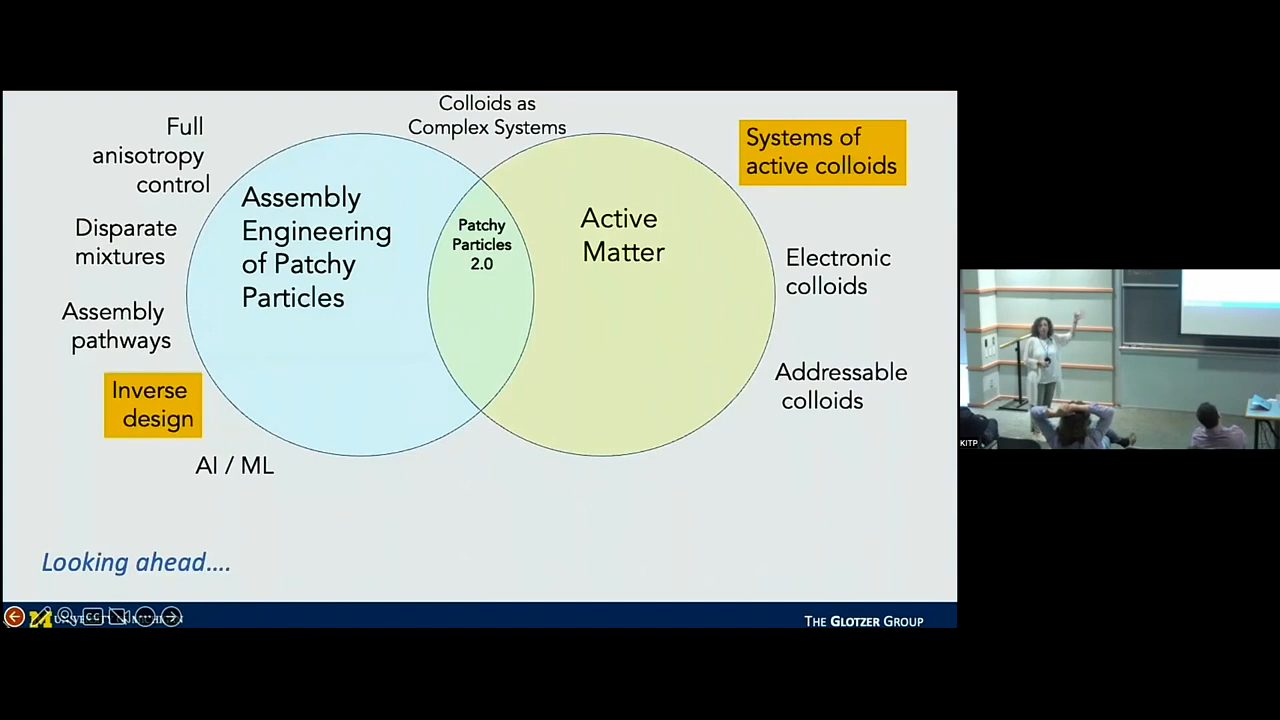 Colloids as
Complex Systems
Full
anisotropy
control
Disparate
mixtures
Assembly
pathways
Inverse
design
AI / ML
Assembly
Engineering
of Patchy
Particles
Patchy
Particles
2.0
Active
Matter
Systems of
active colloids
Electronic
colloids
Addressable
colloids
Looking ahead....
CC
THE GLOTZER GROUP
KITP